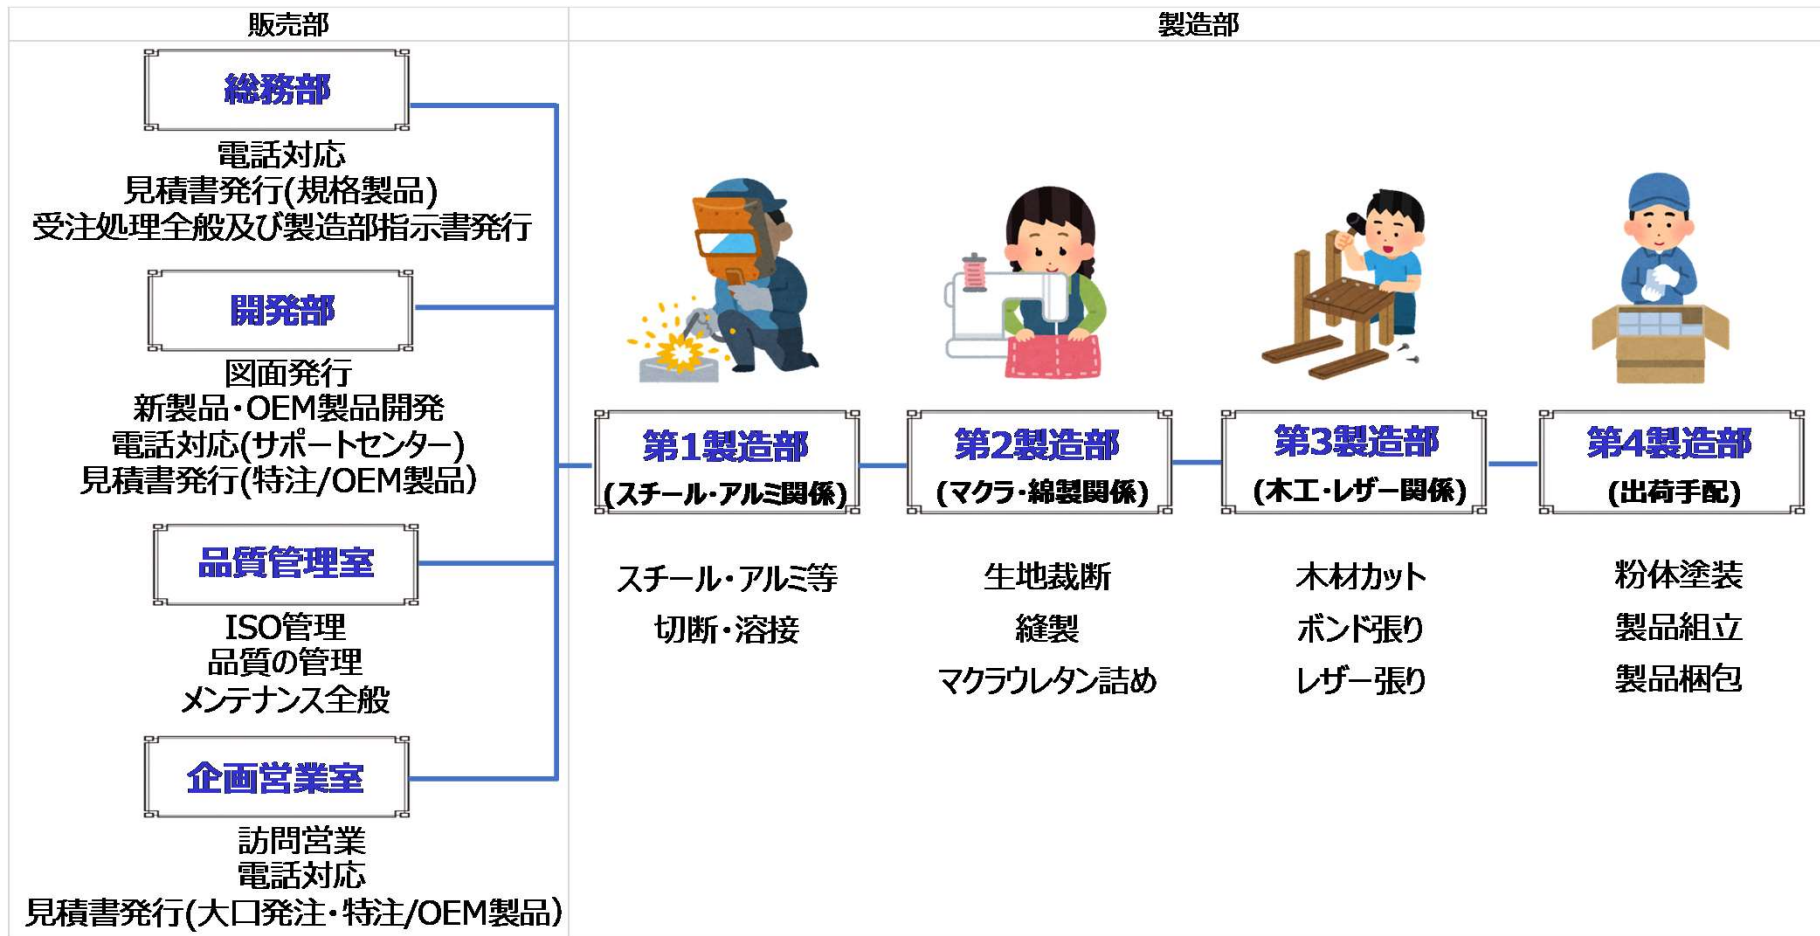 販売部
総務部
電話対応
見積書発行(規格製品)
受注処理全般及び製造部指示書発行
開発部
図面発行
新製品・OEM製品開発
電話対応(サポートセンター)
見積書発行(特注/OEM製品)
品質管理室
ISO管理
品質の管理
メンテナンス全般
企画営業室
訪問営業
電話対応
見積書発行(大口発注・特注/OEM製品)
製造部
第1製造部
(スチール・アルミ関係)
スチール・アルミ等
切断・溶接
第2製造部
(マクラ・綿製関係)
生地裁断
縫製
マクラウレタン詰め
第3製造部
(木工・レザー関係)
木材カット
ボンド張り
レザー張り
第4製造部
(出荷手配)
粉体塗装
製品組立
製品梱包